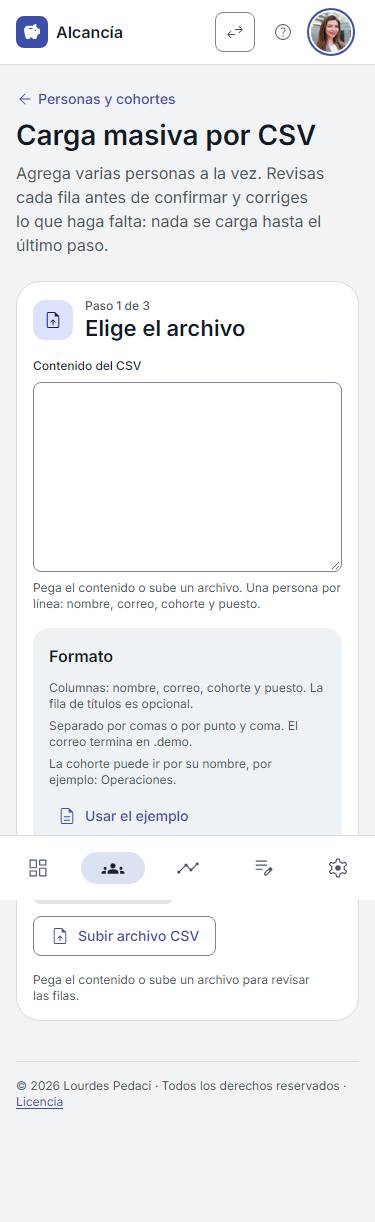 Alcancía
Personas y cohortes
Carga masiva por CSV
Agrega varias personas a la vez. Revisas
cada fila antes de confirmar y corriges
lo que haga falta: nada se carga hasta el
último paso.
Paso 1 de 3
Elige el archivo
Contenido del CSV
Pega el contenido o sube un archivo. Una persona por
línea: nombre, correo, cohorte y puesto.
Formato
Columnas: nombre, correo, cohorte y puesto. La
fila de títulos es opcional.
Separado por comas o por punto y coma. El
correo termina en .demo.
La cohorte puede ir por su nombre, por
ejemplo: Operaciones.
Usar el ejemplo
Subir archivo CSV
Pega el contenido o sube un archivo para revisar
las filas.
© 2026 Lourdes Pedaci · Todos los derechos reservados ·
Licencia